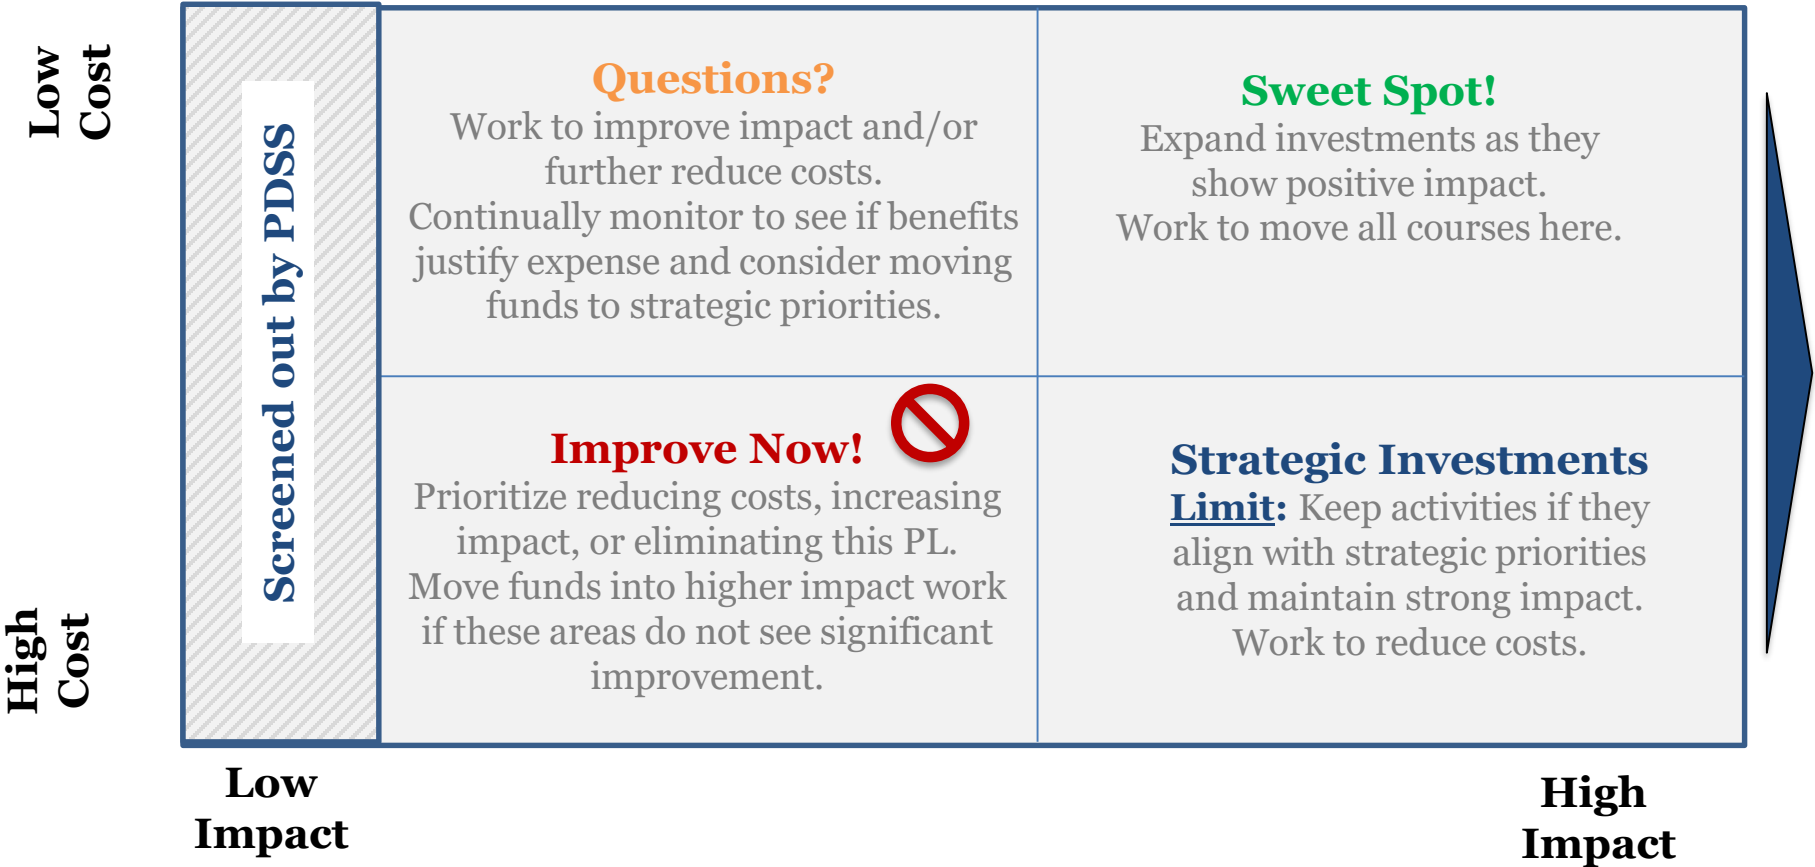 Low
Cost
High
Cost
Screened out by PDSS
Questions?
Work to improve impact and/or
further reduce costs.
Continually monitor to see if benefits
justify expense and consider moving
funds to strategic priorities.
Sweet Spot!
Expand investments as they
show positive impact.
Work to move all courses here.
Improve Now!
Prioritize reducing costs, increasing
impact, or eliminating this PL.
Move funds into higher impact work
if these areas do not see significant
improvement.
Strategic Investments
Limit: Keep activities if they
align with strategic priorities
and maintain strong impact.
Work to reduce costs.
Low
Impact
High
Impact